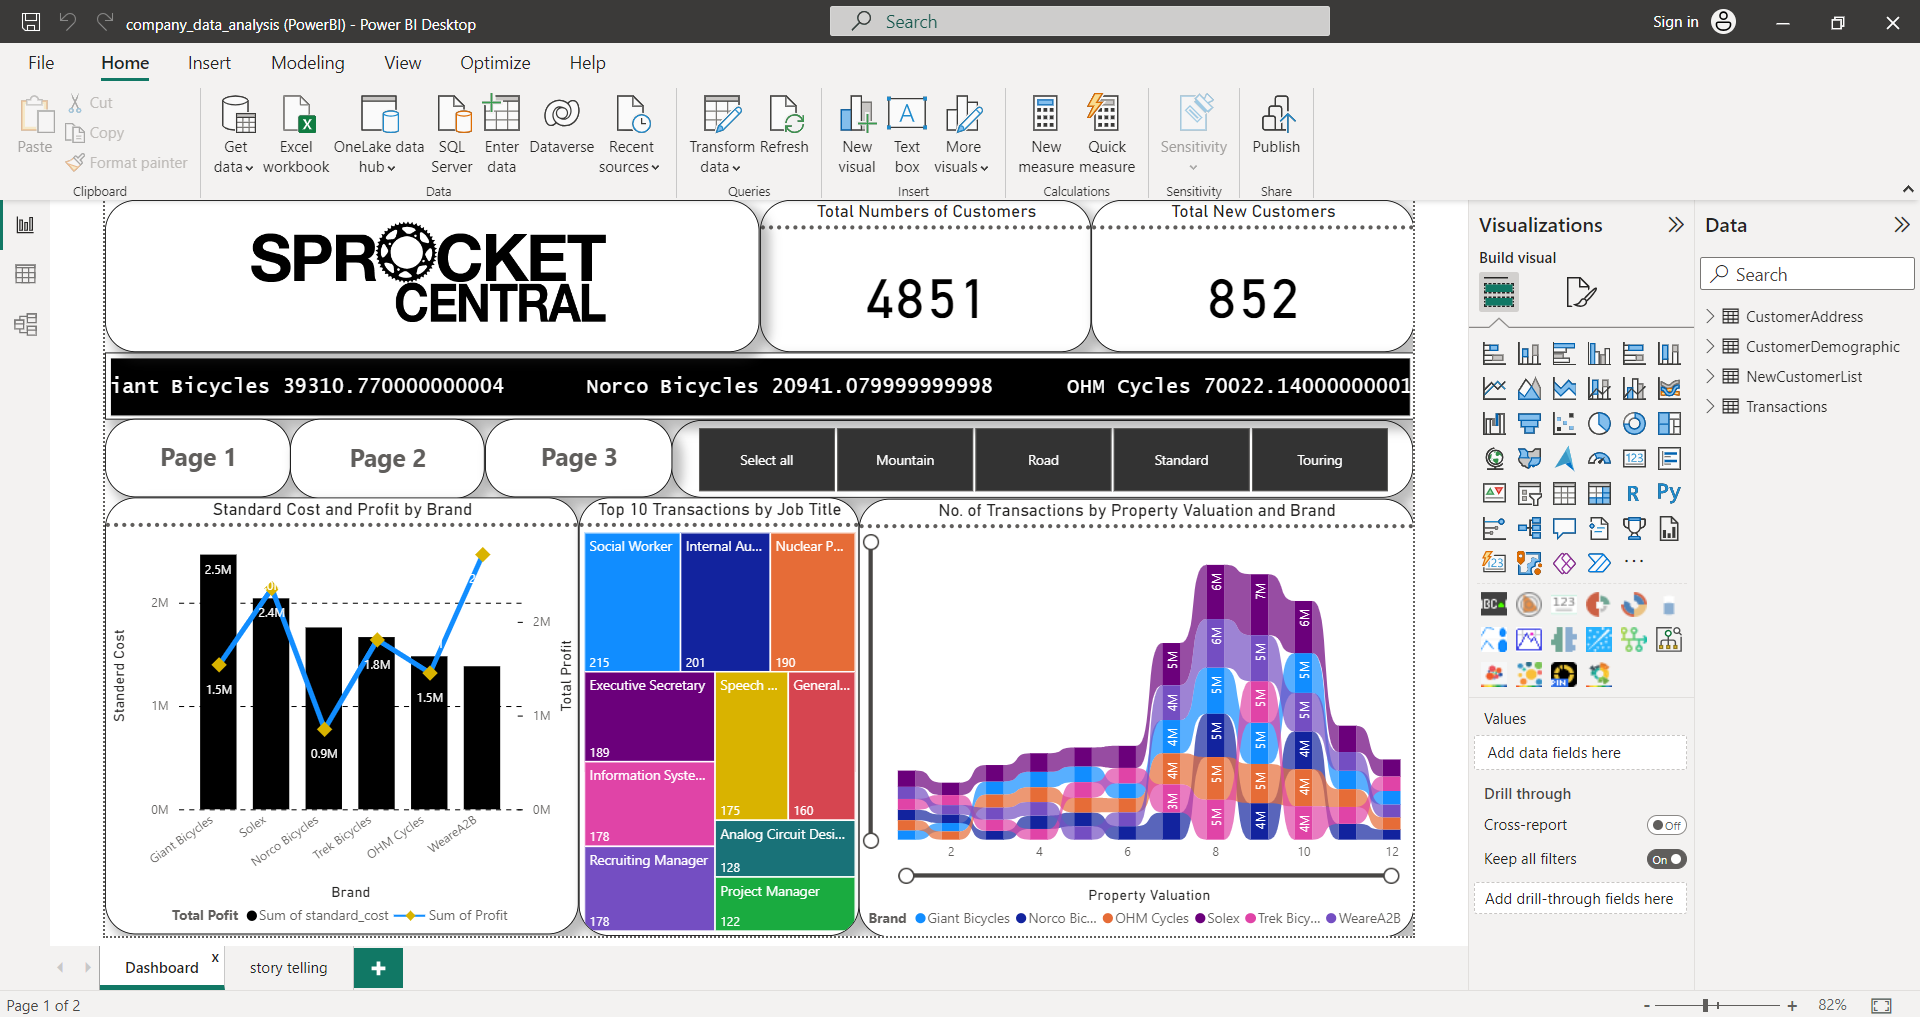 company_data_analysis (PowerBI) - Power BI Desktop
Search
Sign in
File Home Insert Modeling View Optimize Help
Paste
Cut
Copy
Format painter
Clipboard
Get data
Excel workbook
OneLake data hub
SQL Server
Enter data
Dataverse
Recent sources
Data
Transform data
Refresh
Queries
New visual
Text box
More visuals
Insert
New measure
Quick measure
Calculations
Sensitivity
Sensitivity
Publish
Share
SPROCKET
CENTRAL
Total Numbers of Customers
4851
Total New Customers
852
iant Bicycles 39310.770000000004 Norco Bicycles 20941.079999999998 OHM Cycles 70022.14000000001
Page 1
Page 2
Page 3
Select all
Mountain
Road
Standard
Touring
Standard Cost and Profit by Brand
Standard Cost
2M
1M
0M
2.5M
2.4M
1.5M
0.9M
1.8M
1.5M
2M
1M
0M
Total Profit
Giant Bicycles
Solex
Norco Bicycles
Trek Bicycles
OHM Cycles
WeareA2B
Brand
Total Pofit Sum of standard_cost Sum of Profit
Top 10 Transactions by Job Title
Social Worker
215
Internal Au...
201
Nuclear P...
190
Executive Secretary
189
Speech ...
175
General...
160
Information Syste...
178
Analog Circuit Desi...
128
Recruiting Manager
178
Project Manager
122
No. of Transactions by Property Valuation and Brand
5M
4M
4M
4M
3M
6M
6M
5M
5M
5M
5M
7M
5M
5M
5M
5M
4M
6M
5M
5M
4M
4M
4M
2 4 6 8 10 12
Property Valuation
Brand Giant Bicycles Norco Bic... OHM Cycles Solex Trek Bicy... WeareA2B
Visualizations
Build visual
123
R
Py
123
BC
123
IN
Values
Add data fields here
Drill through
Cross-report
Off
Keep all filters
On
Add drill-through fields here
Data
Search
CustomerAddress
CustomerDemographic
NewCustomerList
Transactions
Dashboard x
story telling
+
Page 1 of 2
- + 82%